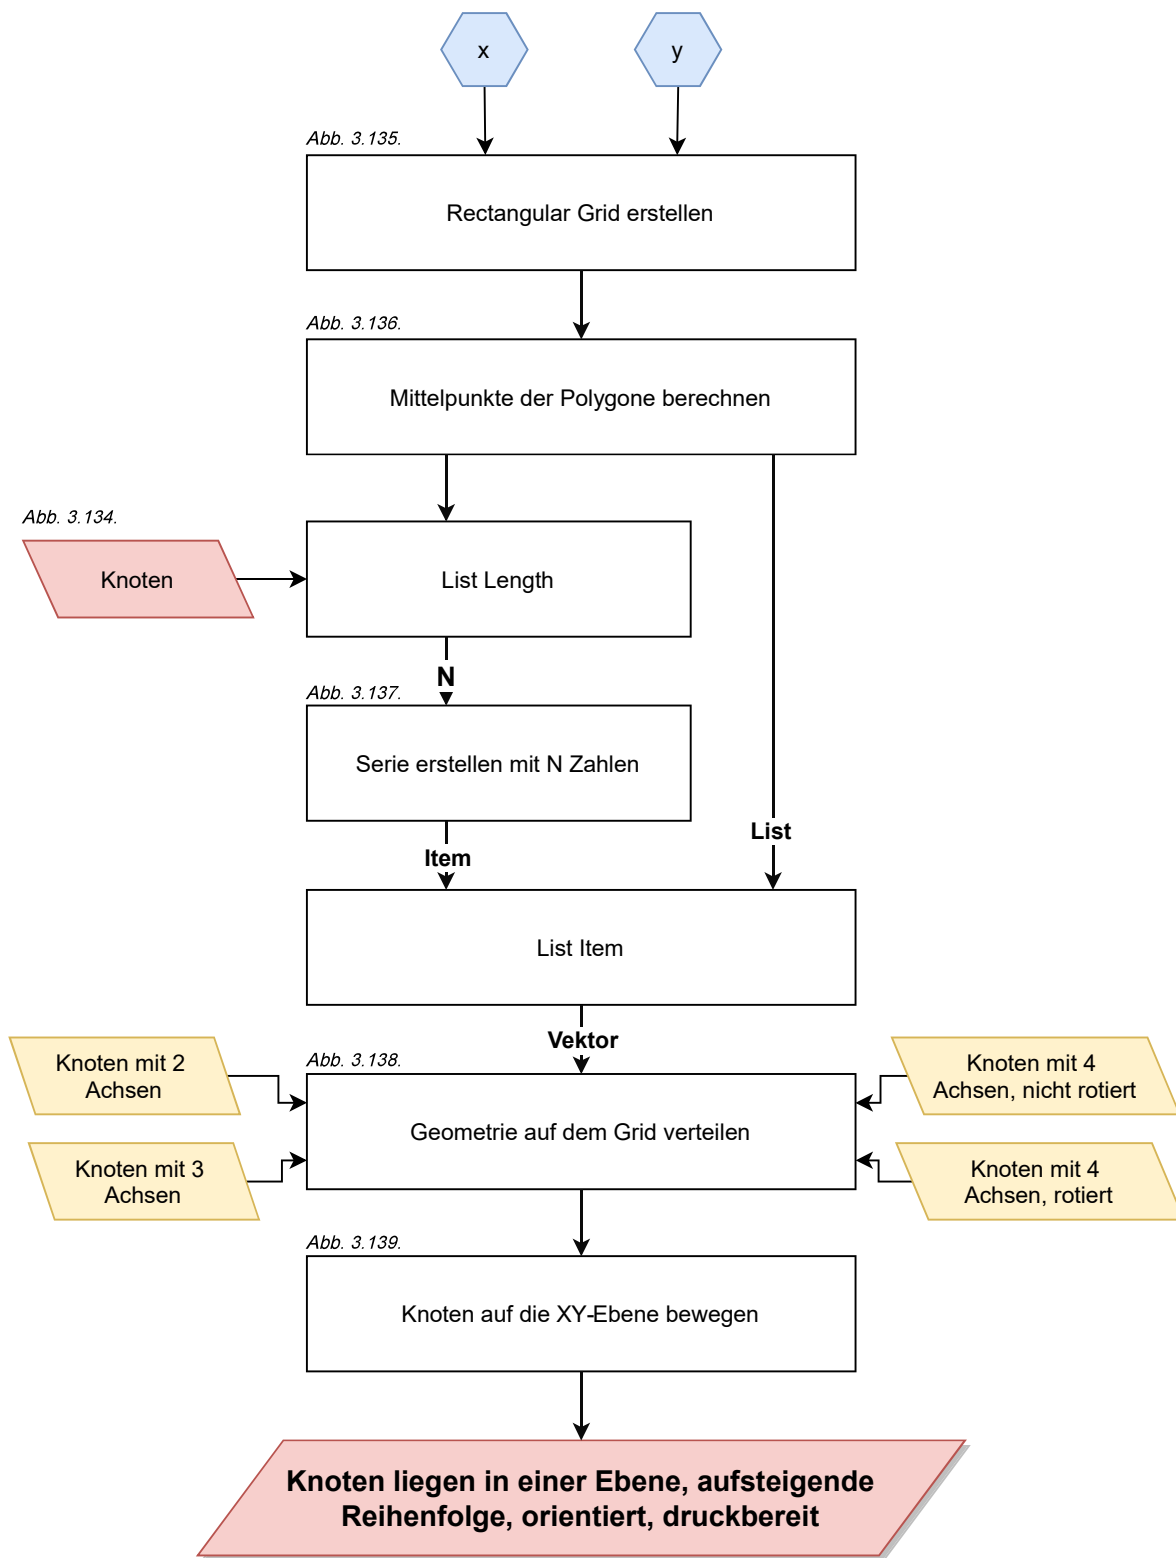 x
y
Abb. 3.135.
Rectangular Grid erstellen
Abb. 3.136.
Mittelpunkte der Polygone berechnen
Abb. 3.134.
Knoten
List Length
N
Abb. 3.137.
Serie erstellen mit N Zahlen
List
Item
List Item
Vektor
Abb. 3.138.
Knoten mit 2
Achsen
Knoten mit 4
Achsen, nicht rotiert
Geometrie auf dem Grid verteilen
Knoten mit 3
Achsen
Knoten mit 4
Achsen, rotiert
Abb. 3.139.
Knoten auf die XY-Ebene bewegen
Knoten liegen in einer Ebene, aufsteigende
Reihenfolge, orientiert, druckbereit